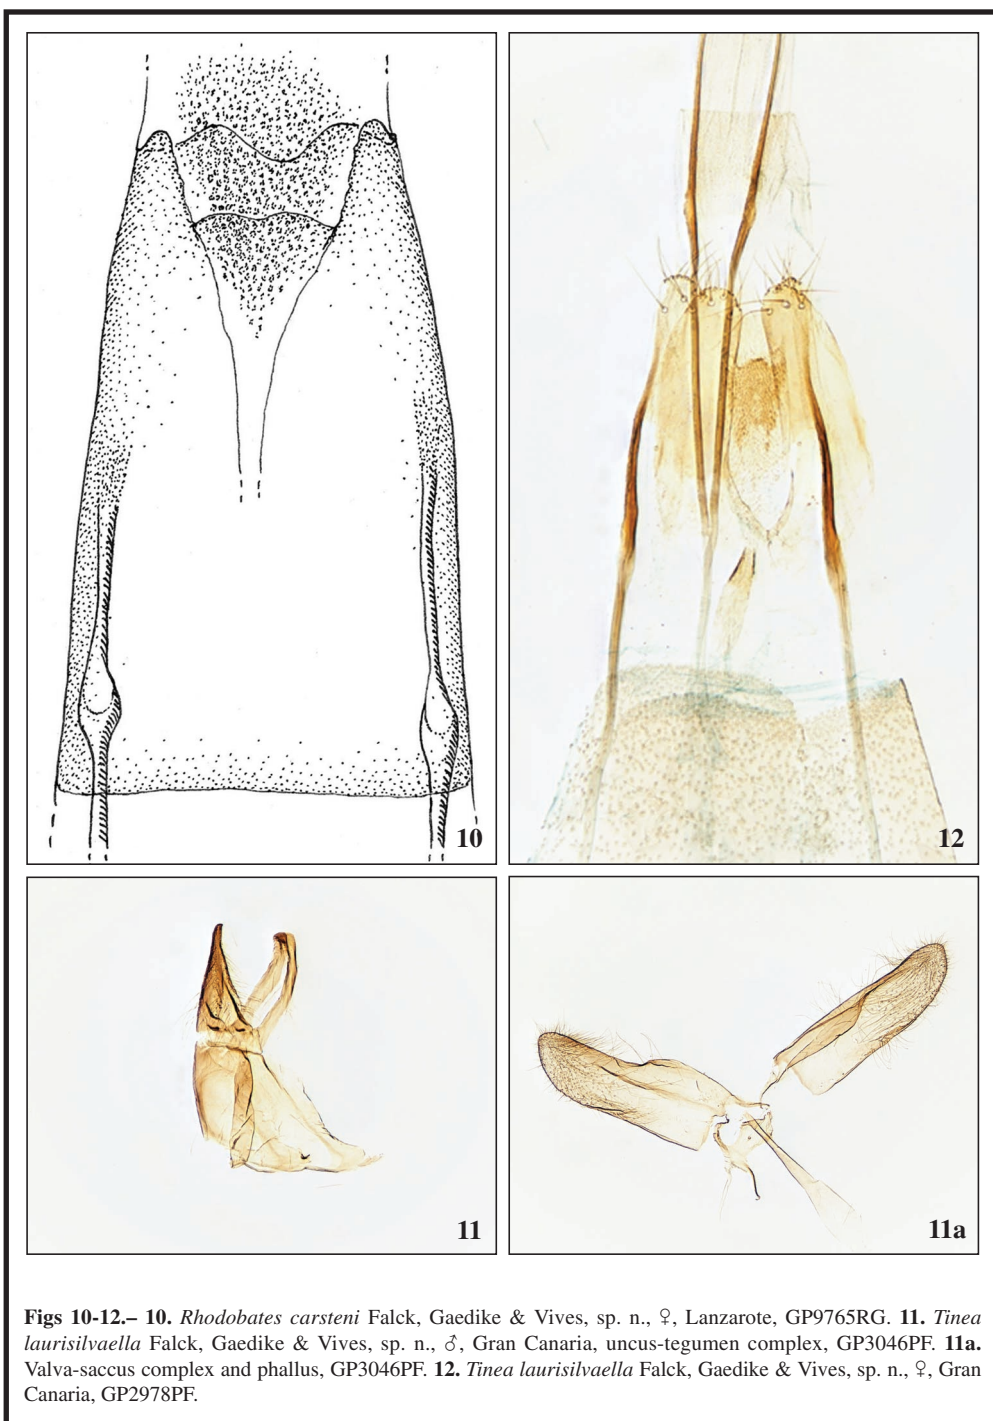 10
12
11
11a
Figs 10-12.– 10. Rhodobates carsteni Falck, Gaedike & Vives, sp. n., ♀, Lanzarote, GP9765RG. 11. Tinea
laurisilvaella Falck, Gaedike & Vives, sp. n., ♂, Gran Canaria, uncus-tegumen complex, GP3046PF. 11a.
Valva-saccus complex and phallus, GP3046PF. 12. Tinea laurisilvaella Falck, Gaedike & Vives, sp. n., ♀, Gran
Canaria, GP2978PF.